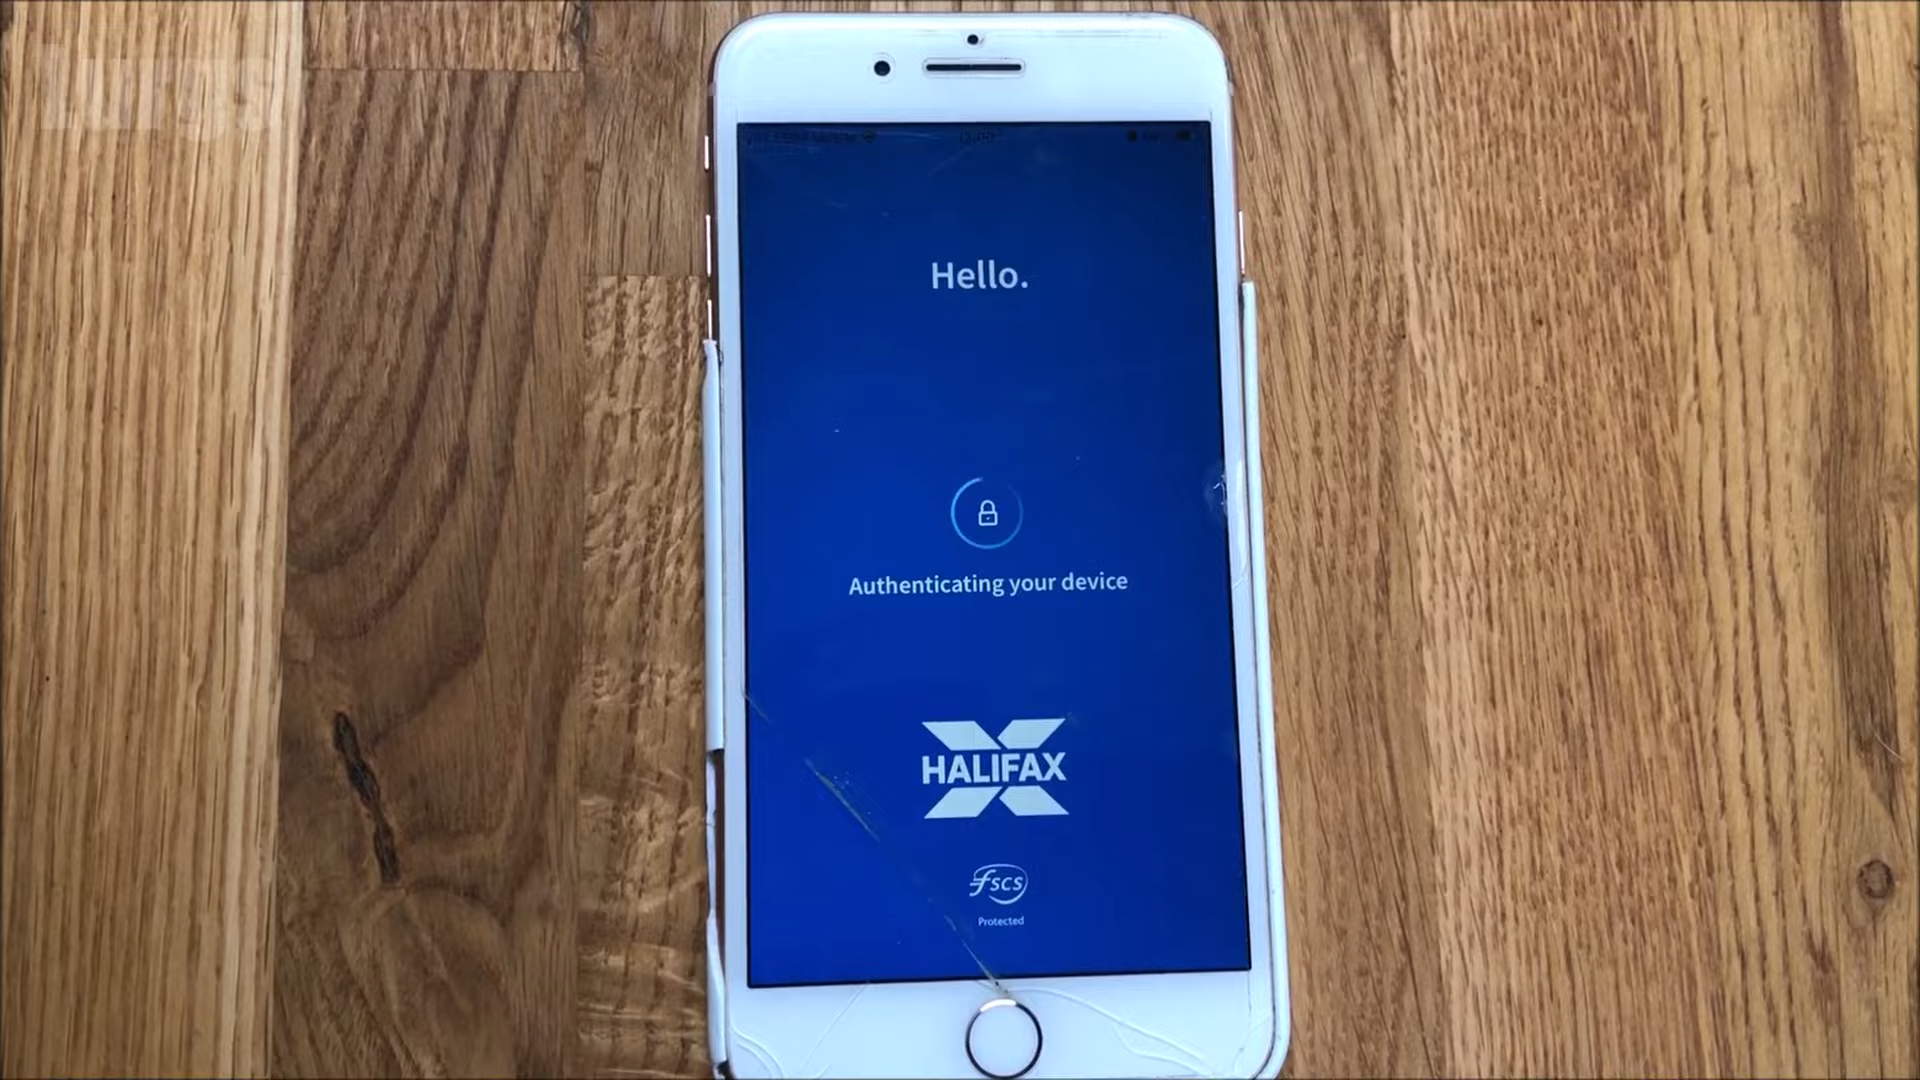 Hello.
Authenticating your device
HALIFAX
FSCS
Protected